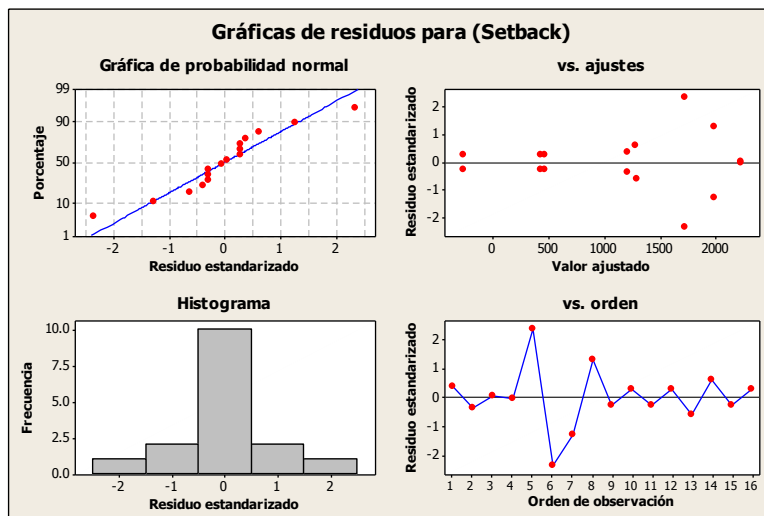 Gráficas de residuos para (Setback)
Gráfica de probabilidad normal
Porcentaje
99
90
50
10
1
-2 -1 0 1 2
Residuo estandarizado
vs. ajustes
Residuo estandarizado
2
1
0
-1
-2
0 500 1000 1500 2000
Valor ajustado
Histograma
Frecuencia
10.0
7.5
5.0
2.5
0.0
-2 -1 0 1 2
Residuo estandarizado
vs. orden
Residuo estandarizado
2
1
0
-1
-2
1 2 3 4 5 6 7 8 9 10 11 12 13 14 15 16
Orden de observación